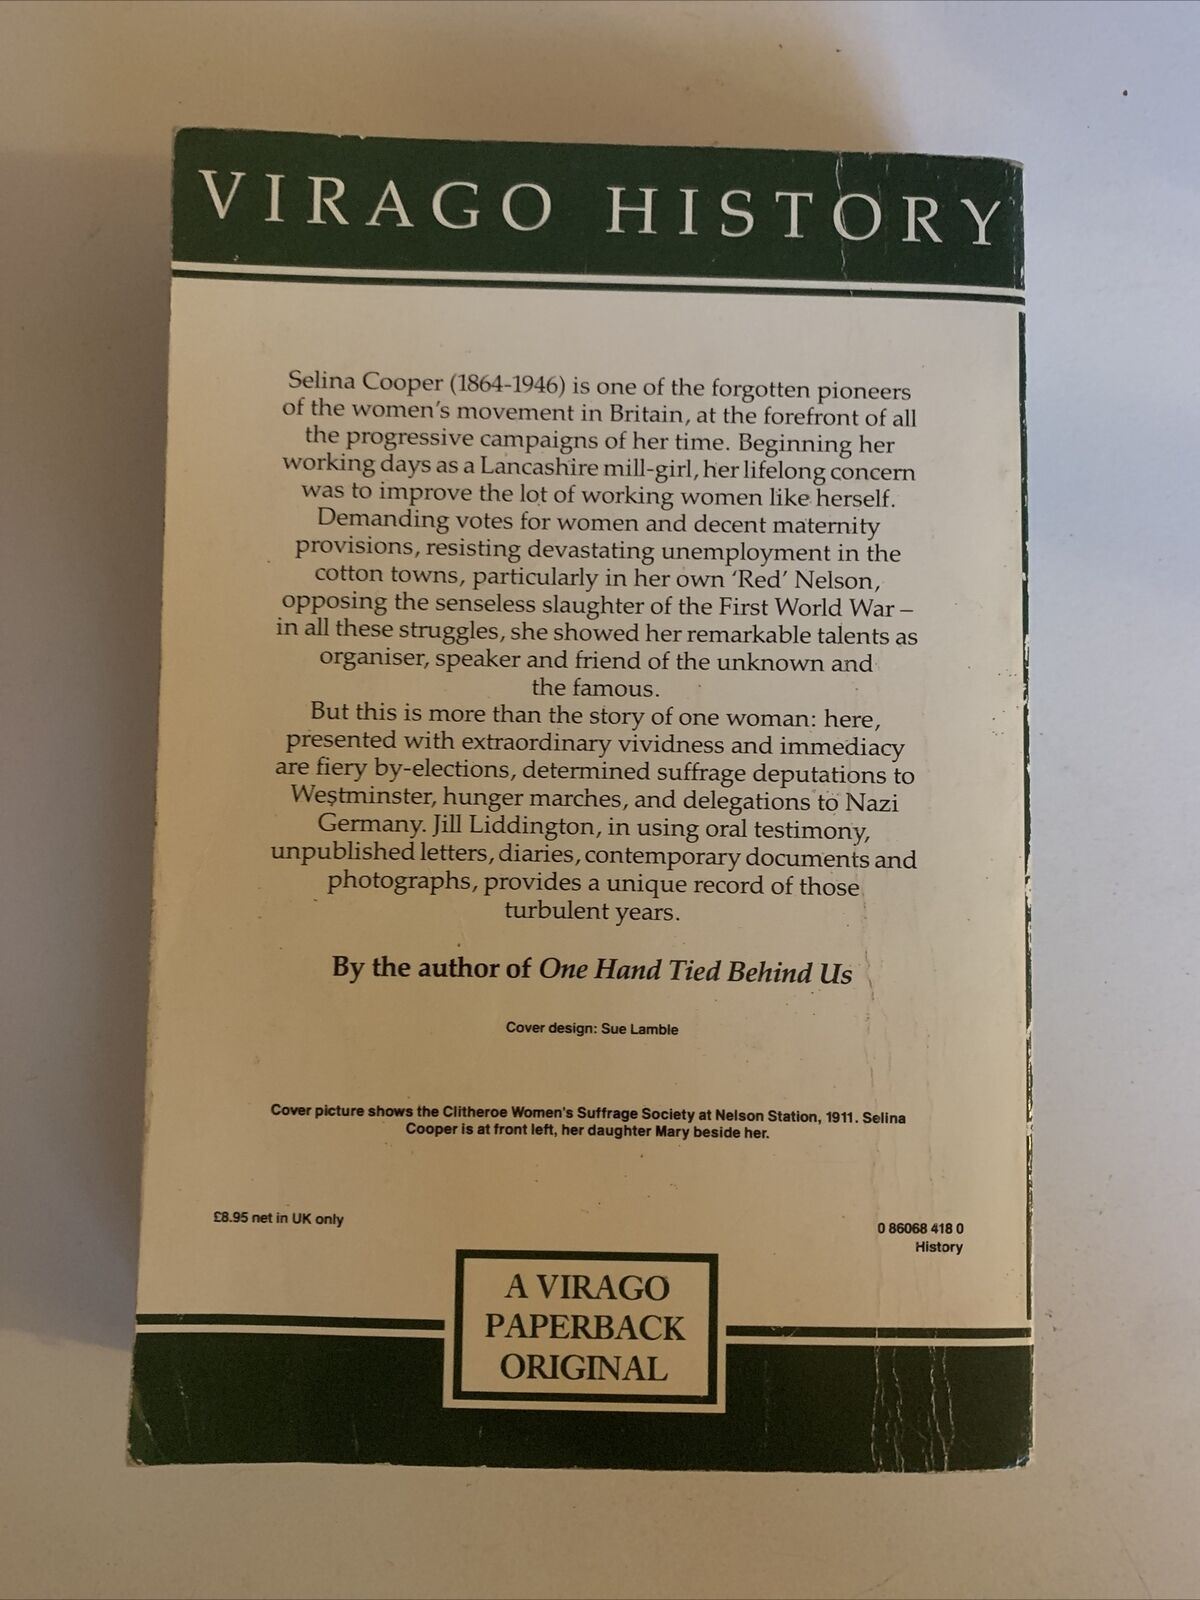 VIRAGO HISTORY
Selina Cooper (1864-1946) is one of the forgotten pioneers
of the women's movement in Britain, at the forefront of all
the progressive campaigns of her time. Beginning her
working days as a Lancashire mill-girl, her lifelong concern
was to improve the lot of working women like herself.
Demanding votes for women and decent maternity
provisions, resisting devastating unemployment in the
cotton towns, particularly in her own ‘Red’ Nelson,
opposing the senseless slaughter of the First World War –
in all these struggles, she showed her remarkable talents as
organiser, speaker and friend of the unknown and
the famous.
But this is more than the story of one woman: here,
presented with extraordinary vividness and immediacy
are fiery by-elections, determined suffrage deputations to
Westminster, hunger marches, and delegations to Nazi
Germany. Jill Liddington, in using oral testimony,
unpublished letters, diaries, contemporary documents and
photographs, provides a unique record of those
turbulent years.
By the author of One Hand Tied Behind Us
Cover design: Sue Lamble
Cover picture shows the Clitheroe Women's Suffrage Society at Nelson Station, 1911. Selina
Cooper is at front left, her daughter Mary beside her.
£8.95 net in UK only
0 86068 418 0
History
A VIRAGO
PAPERBACK
ORIGINAL